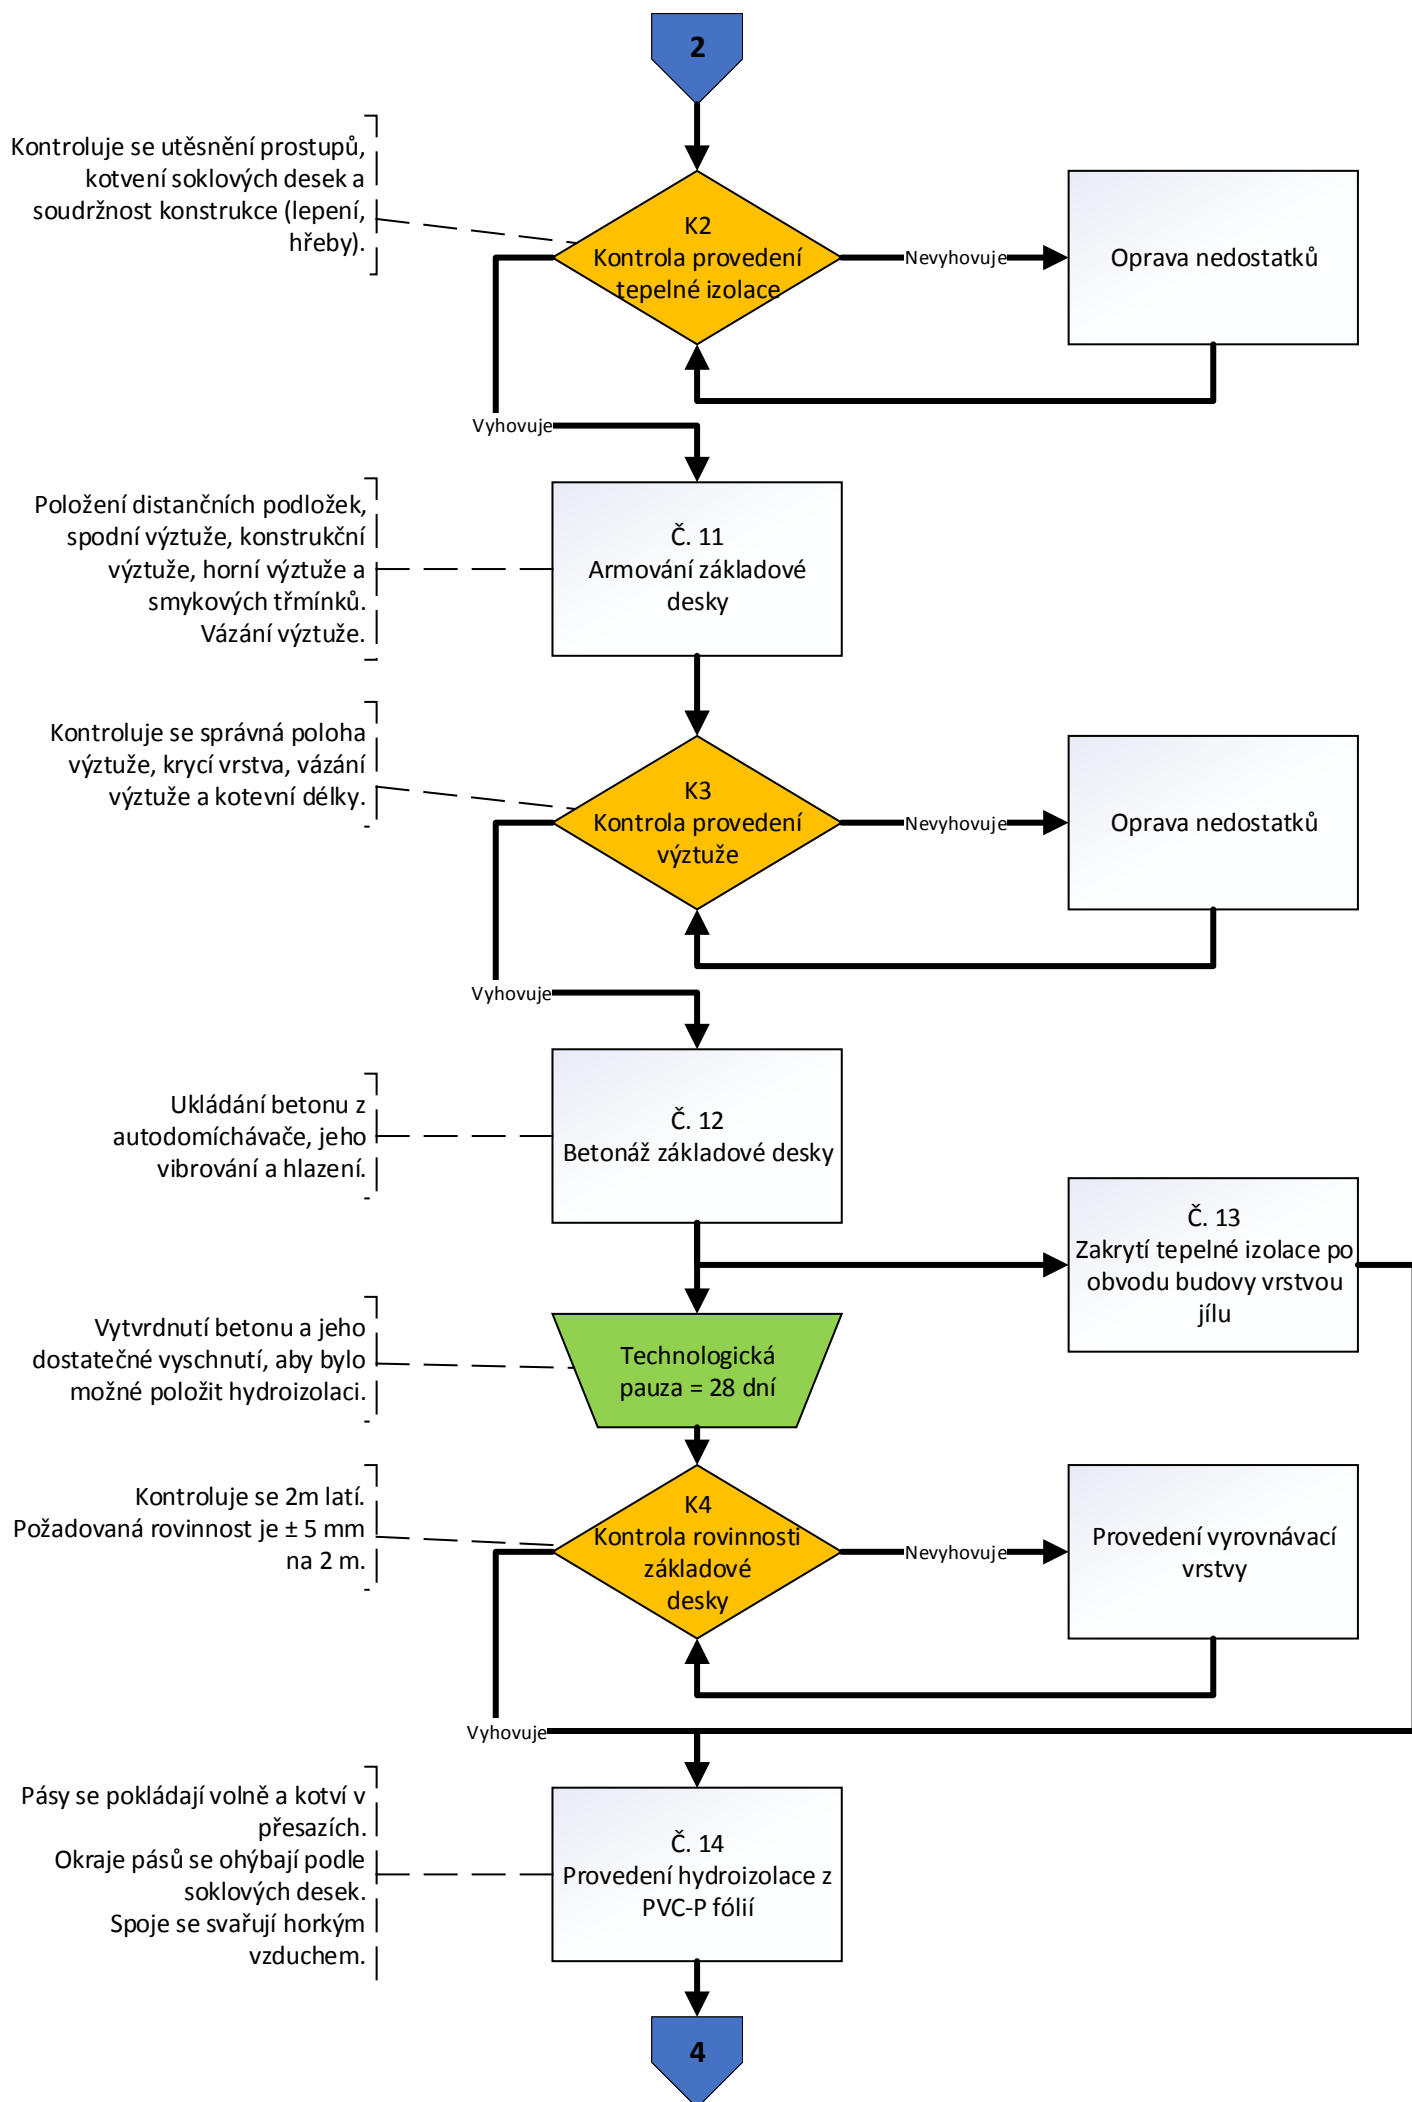 2
Kontroluje se utěsnění prostupů,
kotvení soklových desek a
soudržnost konstrukce (lepení,
hřeby).
K2
Kontrola provedení
tepelné izolace
Nevyhovuje
Oprava nedostatků
Vyhovuje
Položení distančních podložek,
spodní výztuže, konstrukční
výztuže, horní výztuže a
smykových třmínků.
Vázání výztuže.
Č. 11
Armování základové
desky
Kontroluje se správná poloha
výztuže, krycí vrstva, vázání
výztuže a kotevní délky.
K3
Kontrola provedení
výztuže
Nevyhovuje
Oprava nedostatků
Vyhovuje
Ukládání betonu z
autodomíchávače, jeho
vibrování a hlazení.
Č. 12
Betonáž základové desky
Č. 13
Zakrytí tepelné izolace po
obvodu budovy vrstvou
jílu
Vytvrdnutí betonu a jeho
dostatečné vyschnutí, aby bylo
možné položit hydroizolaci.
Technologická
pauza = 28 dní
Kontroluje se 2m latí.
Požadovaná rovinnost je ± 5 mm
na 2 m.
K4
Kontrola rovinnosti
základové
desky
Nevyhovuje
Provedení vyrovnávací
vrstvy
Vyhovuje
Pásy se pokládají volně a kotví v
přesazích.
Okraje pásů se ohýbají podle
soklových desek.
Spoje se svařují horkým
vzduchem.
Č. 14
Provedení hydroizolace z
PVC-P fólií
4